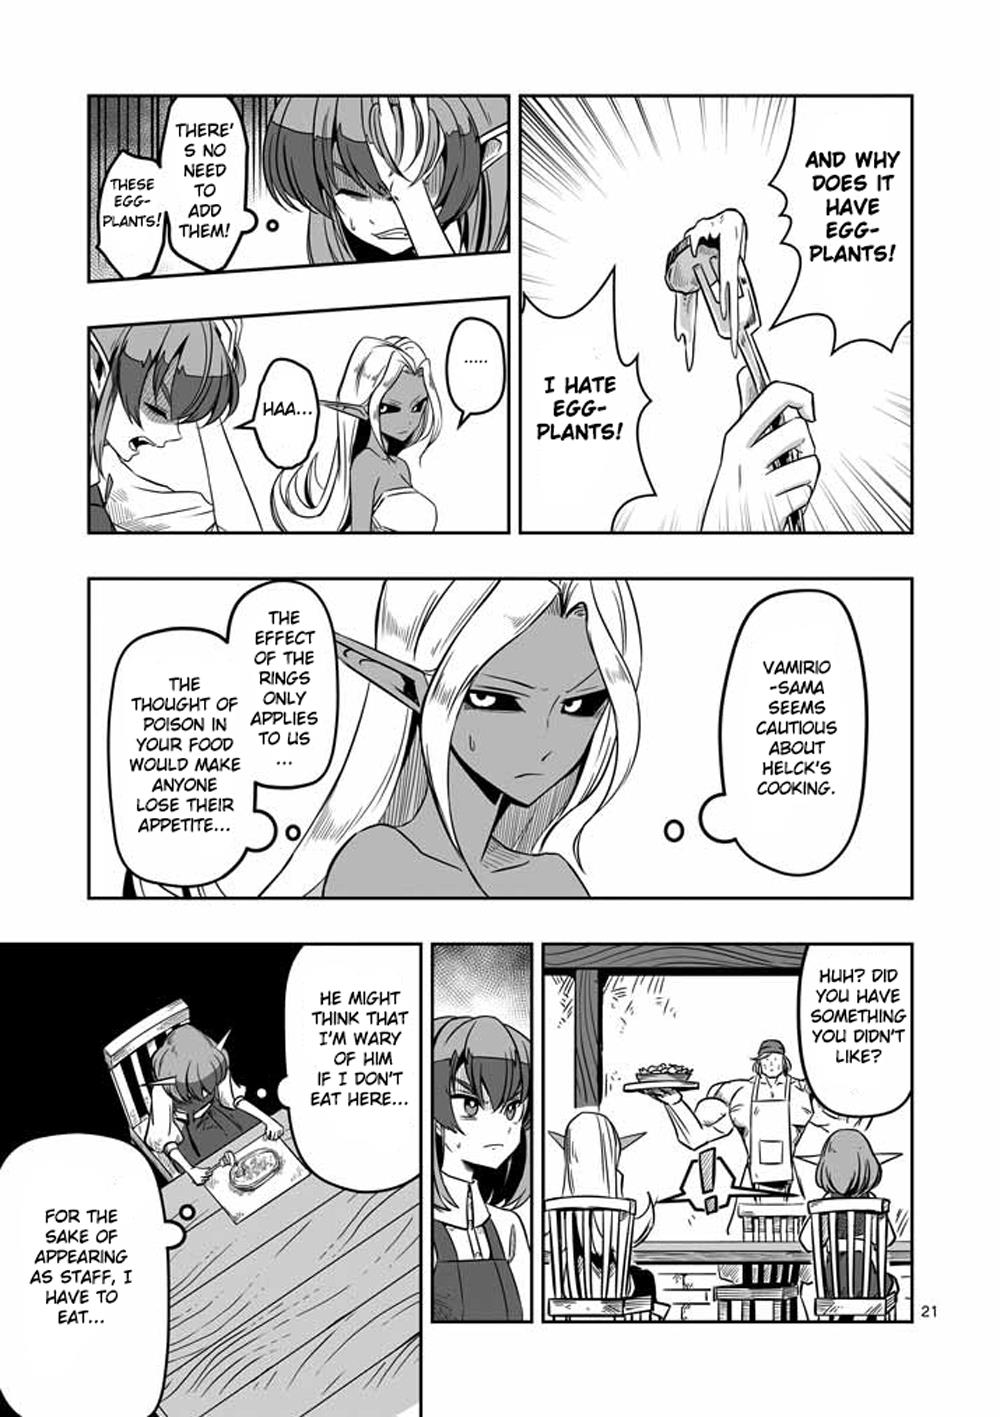 AND WHY
DOES IT
HAVE
EGG-
PLANTS!
I HATE
EGG-
PLANTS!
THERE'
S NO
NEED
TO
ADD
THEM!
THESE
EGG-
PLANTS!
.....
HAA...
VAMIRIO
-SAMA
SEEMS
CAUTIOUS
ABOUT
HELCK'S
COOKING.
THE
EFFECT
OF THE
RINGS
ONLY
APPLIES
TO US
...
THE
THOUGHT OF
POISON IN
YOUR FOOD
WOULD MAKE
ANYONE
LOSE THEIR
APPETITE...
HUH? DID
YOU HAVE
SOMETHING
YOU DIDN'T
LIKE?
!
HE MIGHT
THINK THAT
I'M WARY
OF HIM
IF I DON'T
EAT HERE...
FOR THE
SAKE OF
APPEARING
AS STAFF, I
HAVE TO
EAT...
21